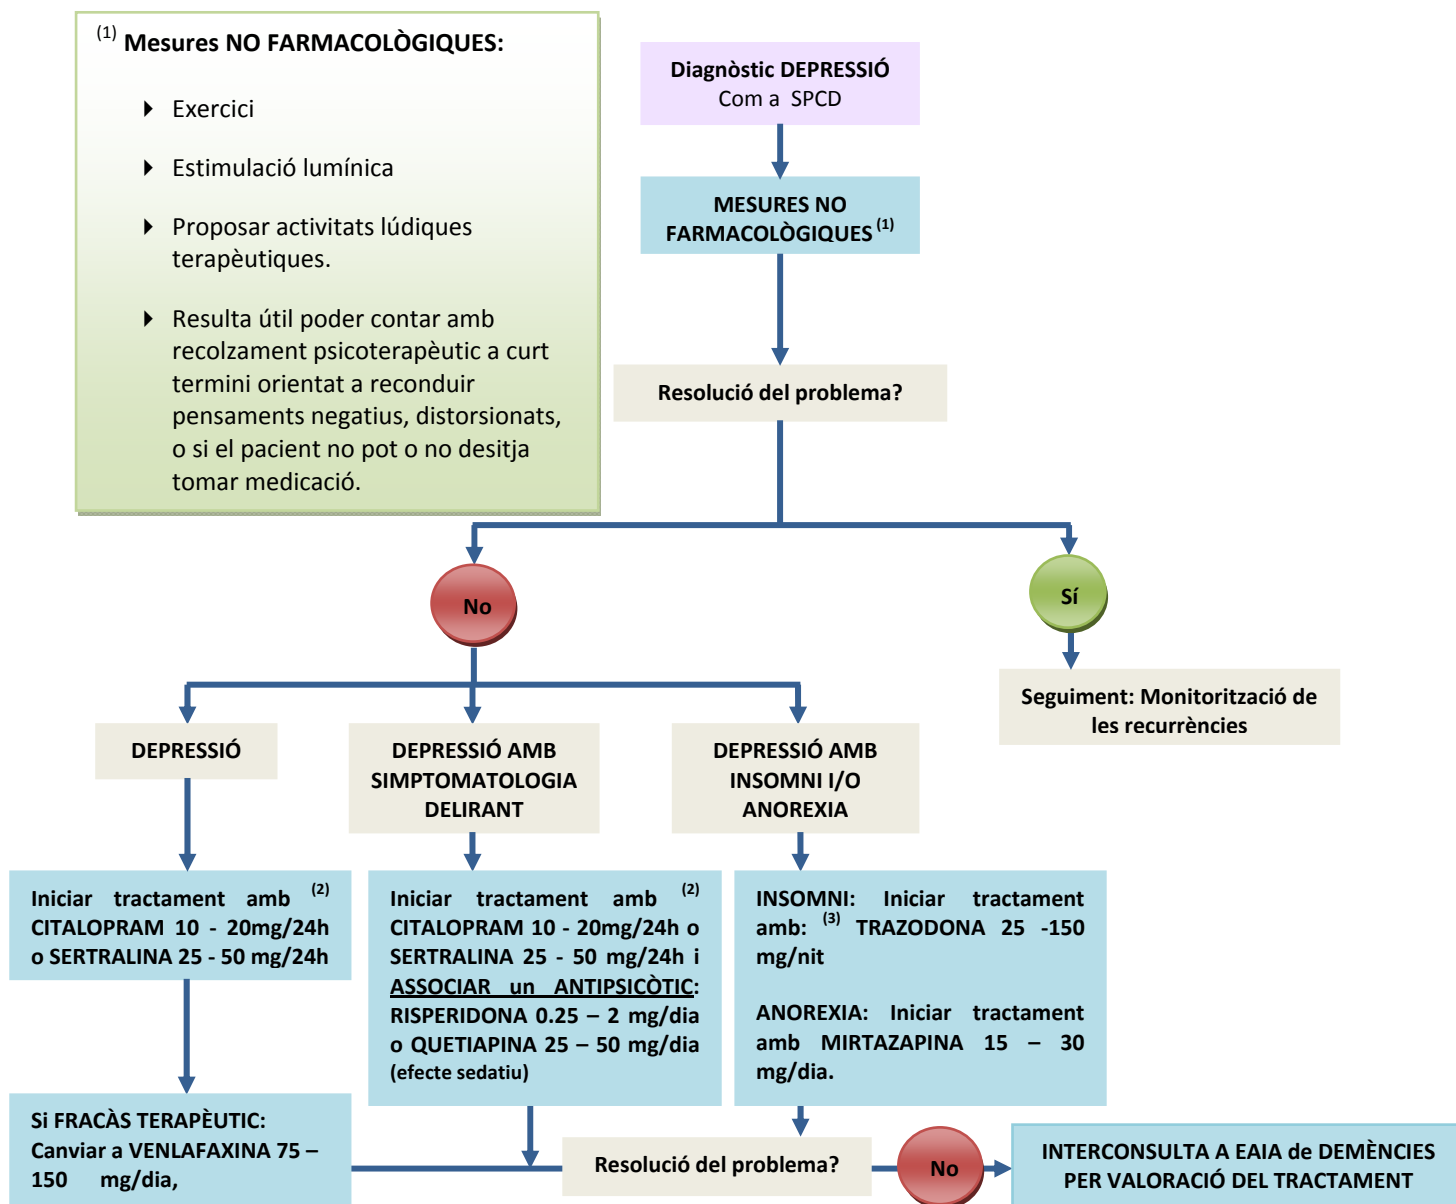 (1) Mesures NO FARMACOLÒGIQUES:
Exercici
Estimulació lumínica
Proposar activitats lúdiques
terapèutiques.
Resulta útil poder contar amb
recolzament psicoterapèutic a curt
termini orientat a reconduir
pensaments negatius, distorsionats,
o si el pacient no pot o no desitja
tomar medicació.
Diagnòstic DEPRESSIÓ
Com a SPCD
MESURES NO
FARMACOLÒGIQUES (1)
Resolució del problema?
No
Sí
Seguiment: Monitorització de
les recurrències
DEPRESSIÓ
DEPRESSIÓ AMB
SIMPTOMATOLOGIA
DELIRANT
DEPRESSIÓ AMB
INSOMNI I/O
ANOREXIA
Iniciar tractament amb (2)
CITALOPRAM 10 - 20mg/24h
o SERTRALINA 25 - 50 mg/24h
Iniciar tractament amb (2)
CITALOPRAM 10 - 20mg/24h o
SERTRALINA 25 - 50 mg/24h i
ASSOCIAR un ANTIPSICÒTIC:
RISPERIDONA 0.25 – 2 mg/dia
o QUETIAPINA 25 – 50 mg/dia
(efecte sedatiu)
INSOMNI: Iniciar tractament
amb: (3) TRAZODONA 25 -150
mg/nit
ANOREXIA: Iniciar tractament
amb MIRTAZAPINA 15 – 30
mg/dia.
Si FRACÀS TERAPÈUTIC:
Canviar a VENLAFAXINA 75 –
150 mg/dia,
Resolució del problema?
No
INTERCONSULTA A EAIA de DEMÈNCIES
PER VALORACIÓ DEL TRACTAMENT